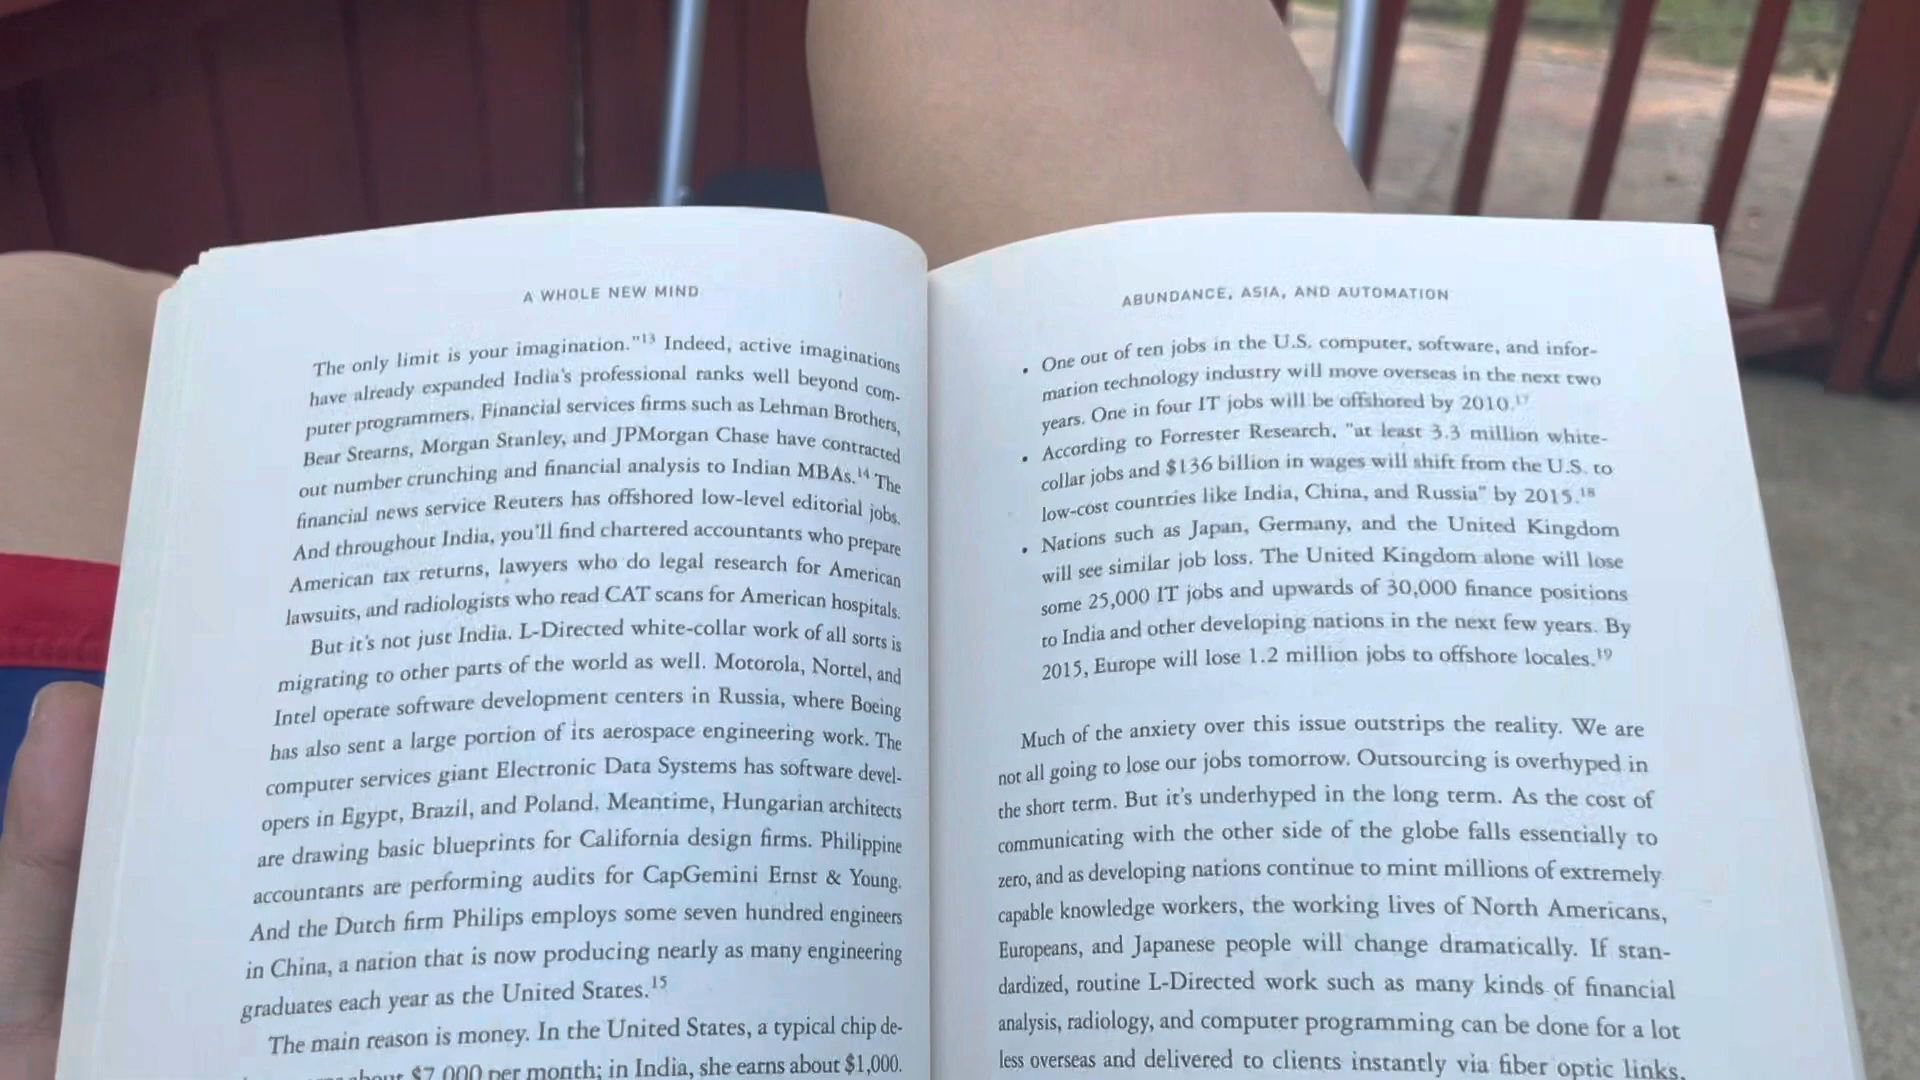 A WHOLE NEW MIND
The only limit is your imagination."13 Indeed, active imaginations
have already expanded India's professional ranks well beyond com-
puter programmers. Financial services firms such as Lehman Brothers,
Bear Stearns, Morgan Stanley, and JPMorgan Chase have contracted
out number crunching and financial analysis to Indian MBAs.14 The
financial news service Reuters has offshored low-level editorial jobs.
And throughout India, you'll find chartered accountants who prepare
American tax returns, lawyers who do legal research for American
lawsuits, and radiologists who read CAT scans for American hospitals.
But it's not just India. L-Directed white-collar work of all sorts is
migrating to other parts of the world as well. Motorola, Nortel, and
Intel operate software development centers in Russia, where Boeing
has also sent a large portion of its aerospace engineering work. The
computer services giant Electronic Data Systems has software devel-
opers in Egypt, Brazil, and Poland. Meantime, Hungarian architects
are drawing basic blueprints for California design firms. Philippine
accountants are performing audits for CapGemini Ernst & Young.
And the Dutch firm Philips employs some seven hundred engineers
in China, a nation that is now producing nearly as many engineering
graduates each year as the United States.15
The main reason is money. In the United States, a typical chip de-
about $7,000 per month; in India, she earns about $1,000.
ABUNDANCE, ASIA, AND AUTOMATION
• One out of ten jobs in the U.S. computer, software, and infor-
mation technology industry will move overseas in the next two
years. One in four IT jobs will be offshored by 2010.17
• According to Forrester Research, "at least 3.3 million white-
collar jobs and $136 billion in wages will shift from the U.S. to
low-cost countries like India, China, and Russia" by 2015.18
• Nations such as Japan, Germany, and the United Kingdom
will see similar job loss. The United Kingdom alone will lose
some 25,000 IT jobs and upwards of 30,000 finance positions
to India and other developing nations in the next few years. By
2015, Europe will lose 1.2 million jobs to offshore locales.19
Much of the anxiety over this issue outstrips the reality. We are
not all going to lose our jobs tomorrow. Outsourcing is overhyped in
the short term. But it's underhyped in the long term. As the cost of
communicating with the other side of the globe falls essentially to
zero, and as developing nations continue to mint millions of extremely
capable knowledge workers, the working lives of North Americans,
Europeans, and Japanese people will change dramatically. If stan-
dardized, routine L-Directed work such as many kinds of financial
analysis, radiology, and computer programming can be done for a lot
less overseas and delivered to clients instantly via fiber optic links,